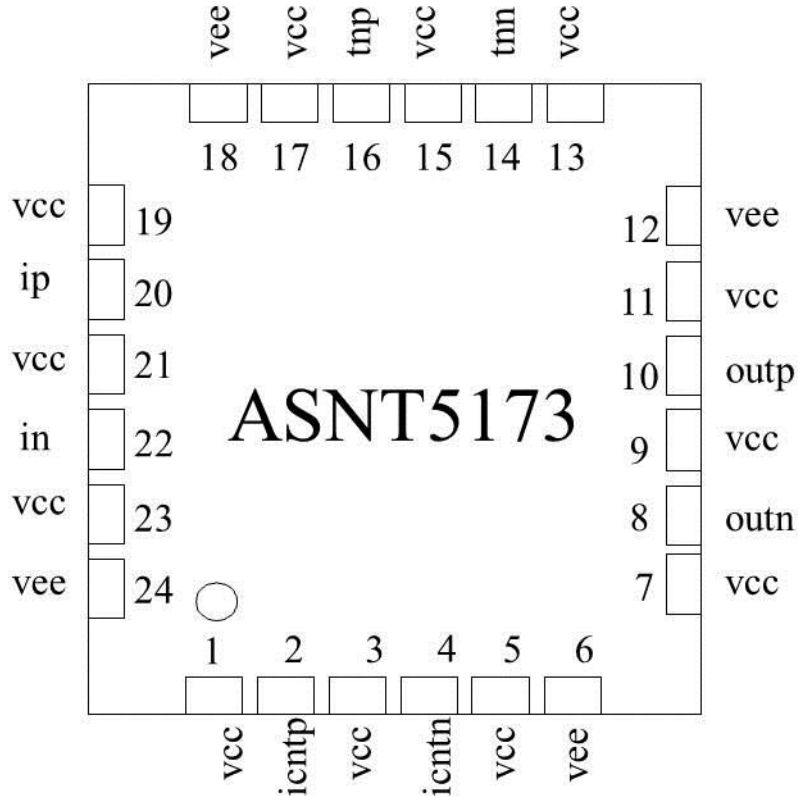 vee vcc tnp vcc tnn vcc
18 17 16 15 14 13
vcc 19 12 vee
ip 20 11 vcc
vcc 21 10 outp
ASNT5173
in 22 9 vcc
vcc 23 8 outn
vee 24 7 vcc
1 2 3 4 5 6
vcc icntp vcc icntn vcc vee